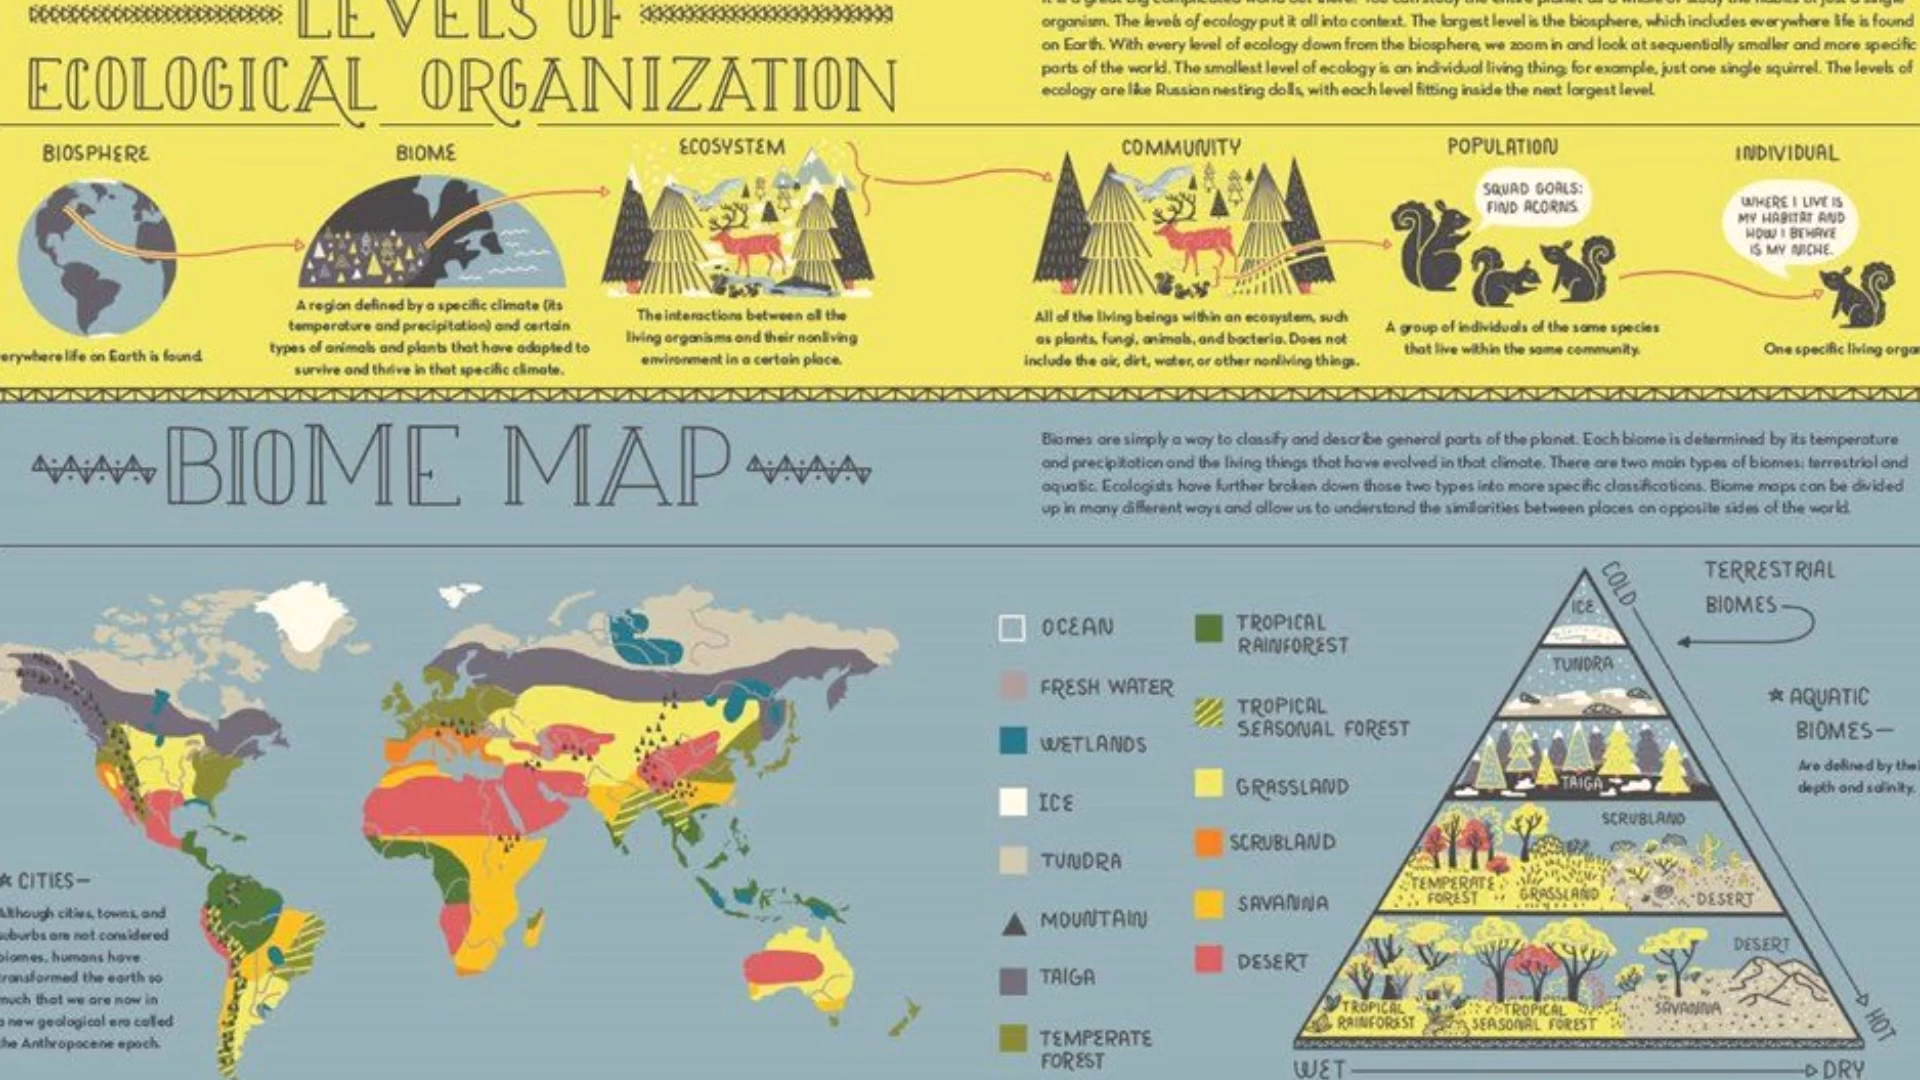 LEVELS OF
ECOLOGICAL ORGANIZATION
organism. The levels of ecology put it all into context. The largest level is the biosphere, which includes everywhere life is found
on Earth. With every level of ecology down from the biosphere, we zoom in and look at sequentially smaller and more specific
parts of the world. The smallest level of ecology is an individual living thing; for example, just one single squirrel. The levels of
ecology are like Russian nesting dolls, with each level fitting inside the next largest level.
BIOSPHERE
erywhere life on Earth is found.
BIOME
A region defined by a specific climate (its
temperature and precipitation) and certain
types of animals and plants that have adapted to
survive and thrive in that specific climate.
ECOSYSTEM
The interactions between all the
living organisms and their nonliving
environment in a certain place.
COMMUNITY
All of the living beings within an ecosystem, such
as plants, fungi, animals, and bacteria. Does not
include the air, dirt, water, or other nonliving things.
POPULATION
SQUAD GOALS:
FIND ACORNS.
A group of individuals of the same species
that live within the same community.
INDIVIDUAL
WHERE I LIVE IS
MY HABITAT AND
HOW I BEHAVE
IS MY NICHE.
One specific living orga
BIOME MAP
Biomes are simply a way to classify and describe general parts of the planet. Each biome is determined by its temperature
and precipitation and the living things that have evolved in that climate. There are two main types of biomes: terrestrial and
aquatic. Ecologists have further broken down those two types into more specific classifications. Biome maps can be divided
up in many different ways and allow us to understand the similarities between places on opposite sides of the world.
★ CITIES—
Although cities, towns, and
suburbs are not considered
biomes, humans have
transformed the earth so
much that we are now in
a new geological era called
the Anthropocene epoch.
OCEAN
FRESH WATER
WETLANDS
ICE
TUNDRA
MOUNTAIN
TAIGA
TEMPERATE
FOREST
TROPICAL
RAINFOREST
TROPICAL
SEASONAL FOREST
GRASSLAND
SCRUBLAND
SAVANNA
DESERT
COLD
TERRESTRIAL
BIOMES
ICE
TUNDRA
TAIGA
SCRUBLAND
TEMPERATE
FOREST
GRASSLAND
DESERT
DESERT
TROPICAL
RAINFOREST
TROPICAL
SEASONAL FOREST
SAVANNA
HOT
WET
DRY
★ AQUATIC
BIOMES—
Are defined by the
depth and salinity.